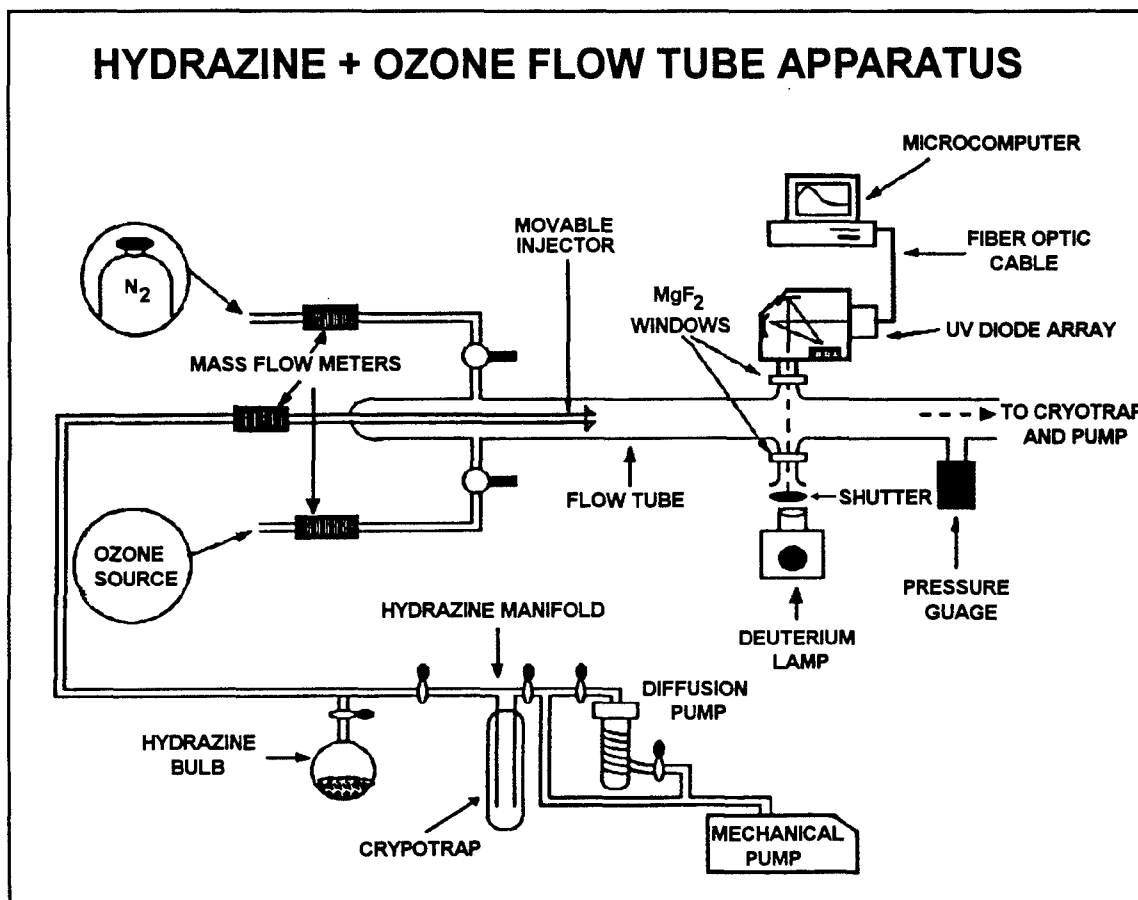 HYDRAZINE + OZONE FLOW TUBE APPARATUS
MICROCOMPUTER
MOVABLE
INJECTOR
FIBER OPTIC
CABLE
N2
MgF2
WINDOWS
UV DIODE ARRAY
MASS FLOW METERS
TO CRYOTRAP
AND PUMP
FLOW TUBE
SHUTTER
OZONE
SOURCE
PRESSURE
GUAGE
HYDRAZINE MANIFOLD
DEUTERIUM
LAMP
DIFFUSION
PUMP
HYDRAZINE
BULB
CRYPOTRAP
MECHANICAL
PUMP